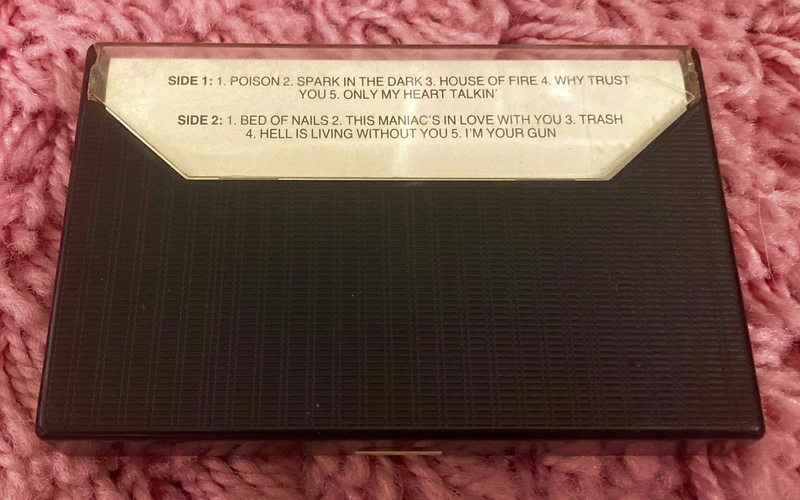 SIDE 1: 1. POISON 2. SPARK IN THE DARK 3. HOUSE OF FIRE 4. WHY TRUST
YOU 5. ONLY MY HEART TALKIN'
SIDE 2: 1. BED OF NAILS 2. THIS MANIAC'S IN LOVE WITH YOU 3. TRASH
4. HELL IS LIVING WITHOUT YOU 5. I'M YOUR GUN